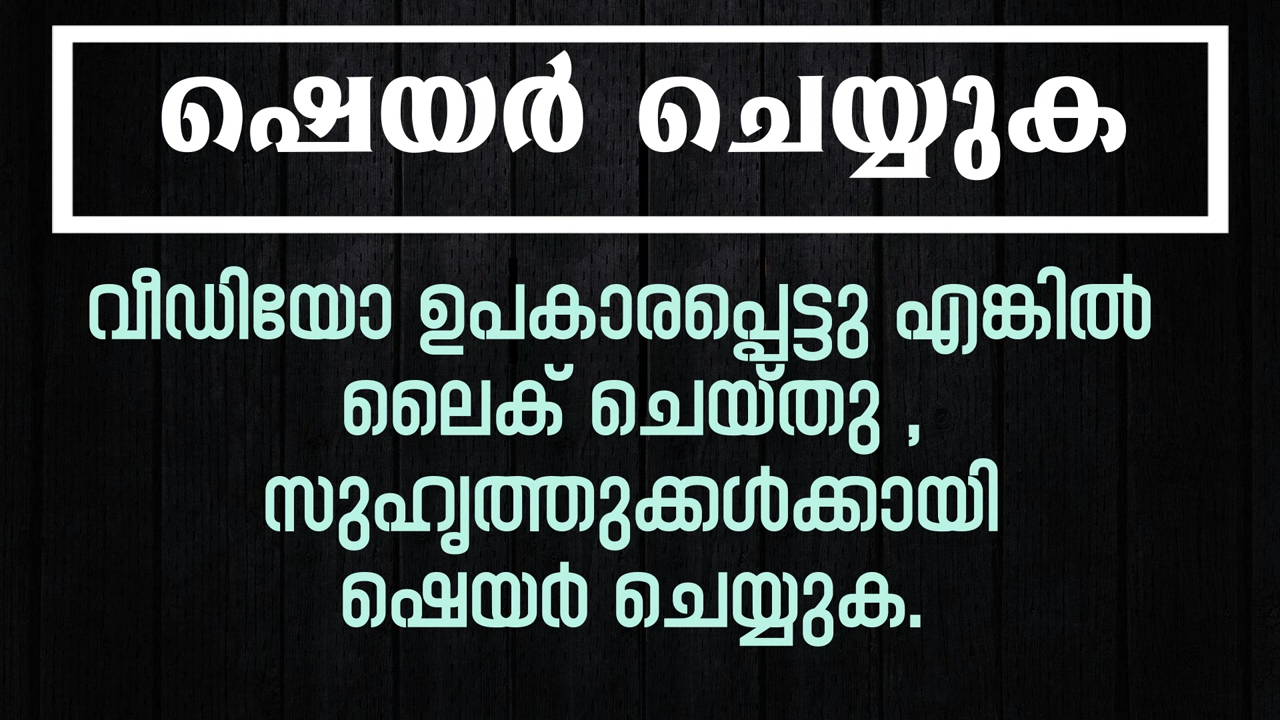 ഷെയർ ചെയ്യുക
വീഡിയോ ഉപകാരപ്പെട്ടു എങ്കിൽ
ലൈക് ചെയ്തു ,
സുഹൃത്തുക്കൾക്കായി
ഷെയർ ചെയ്യുക.